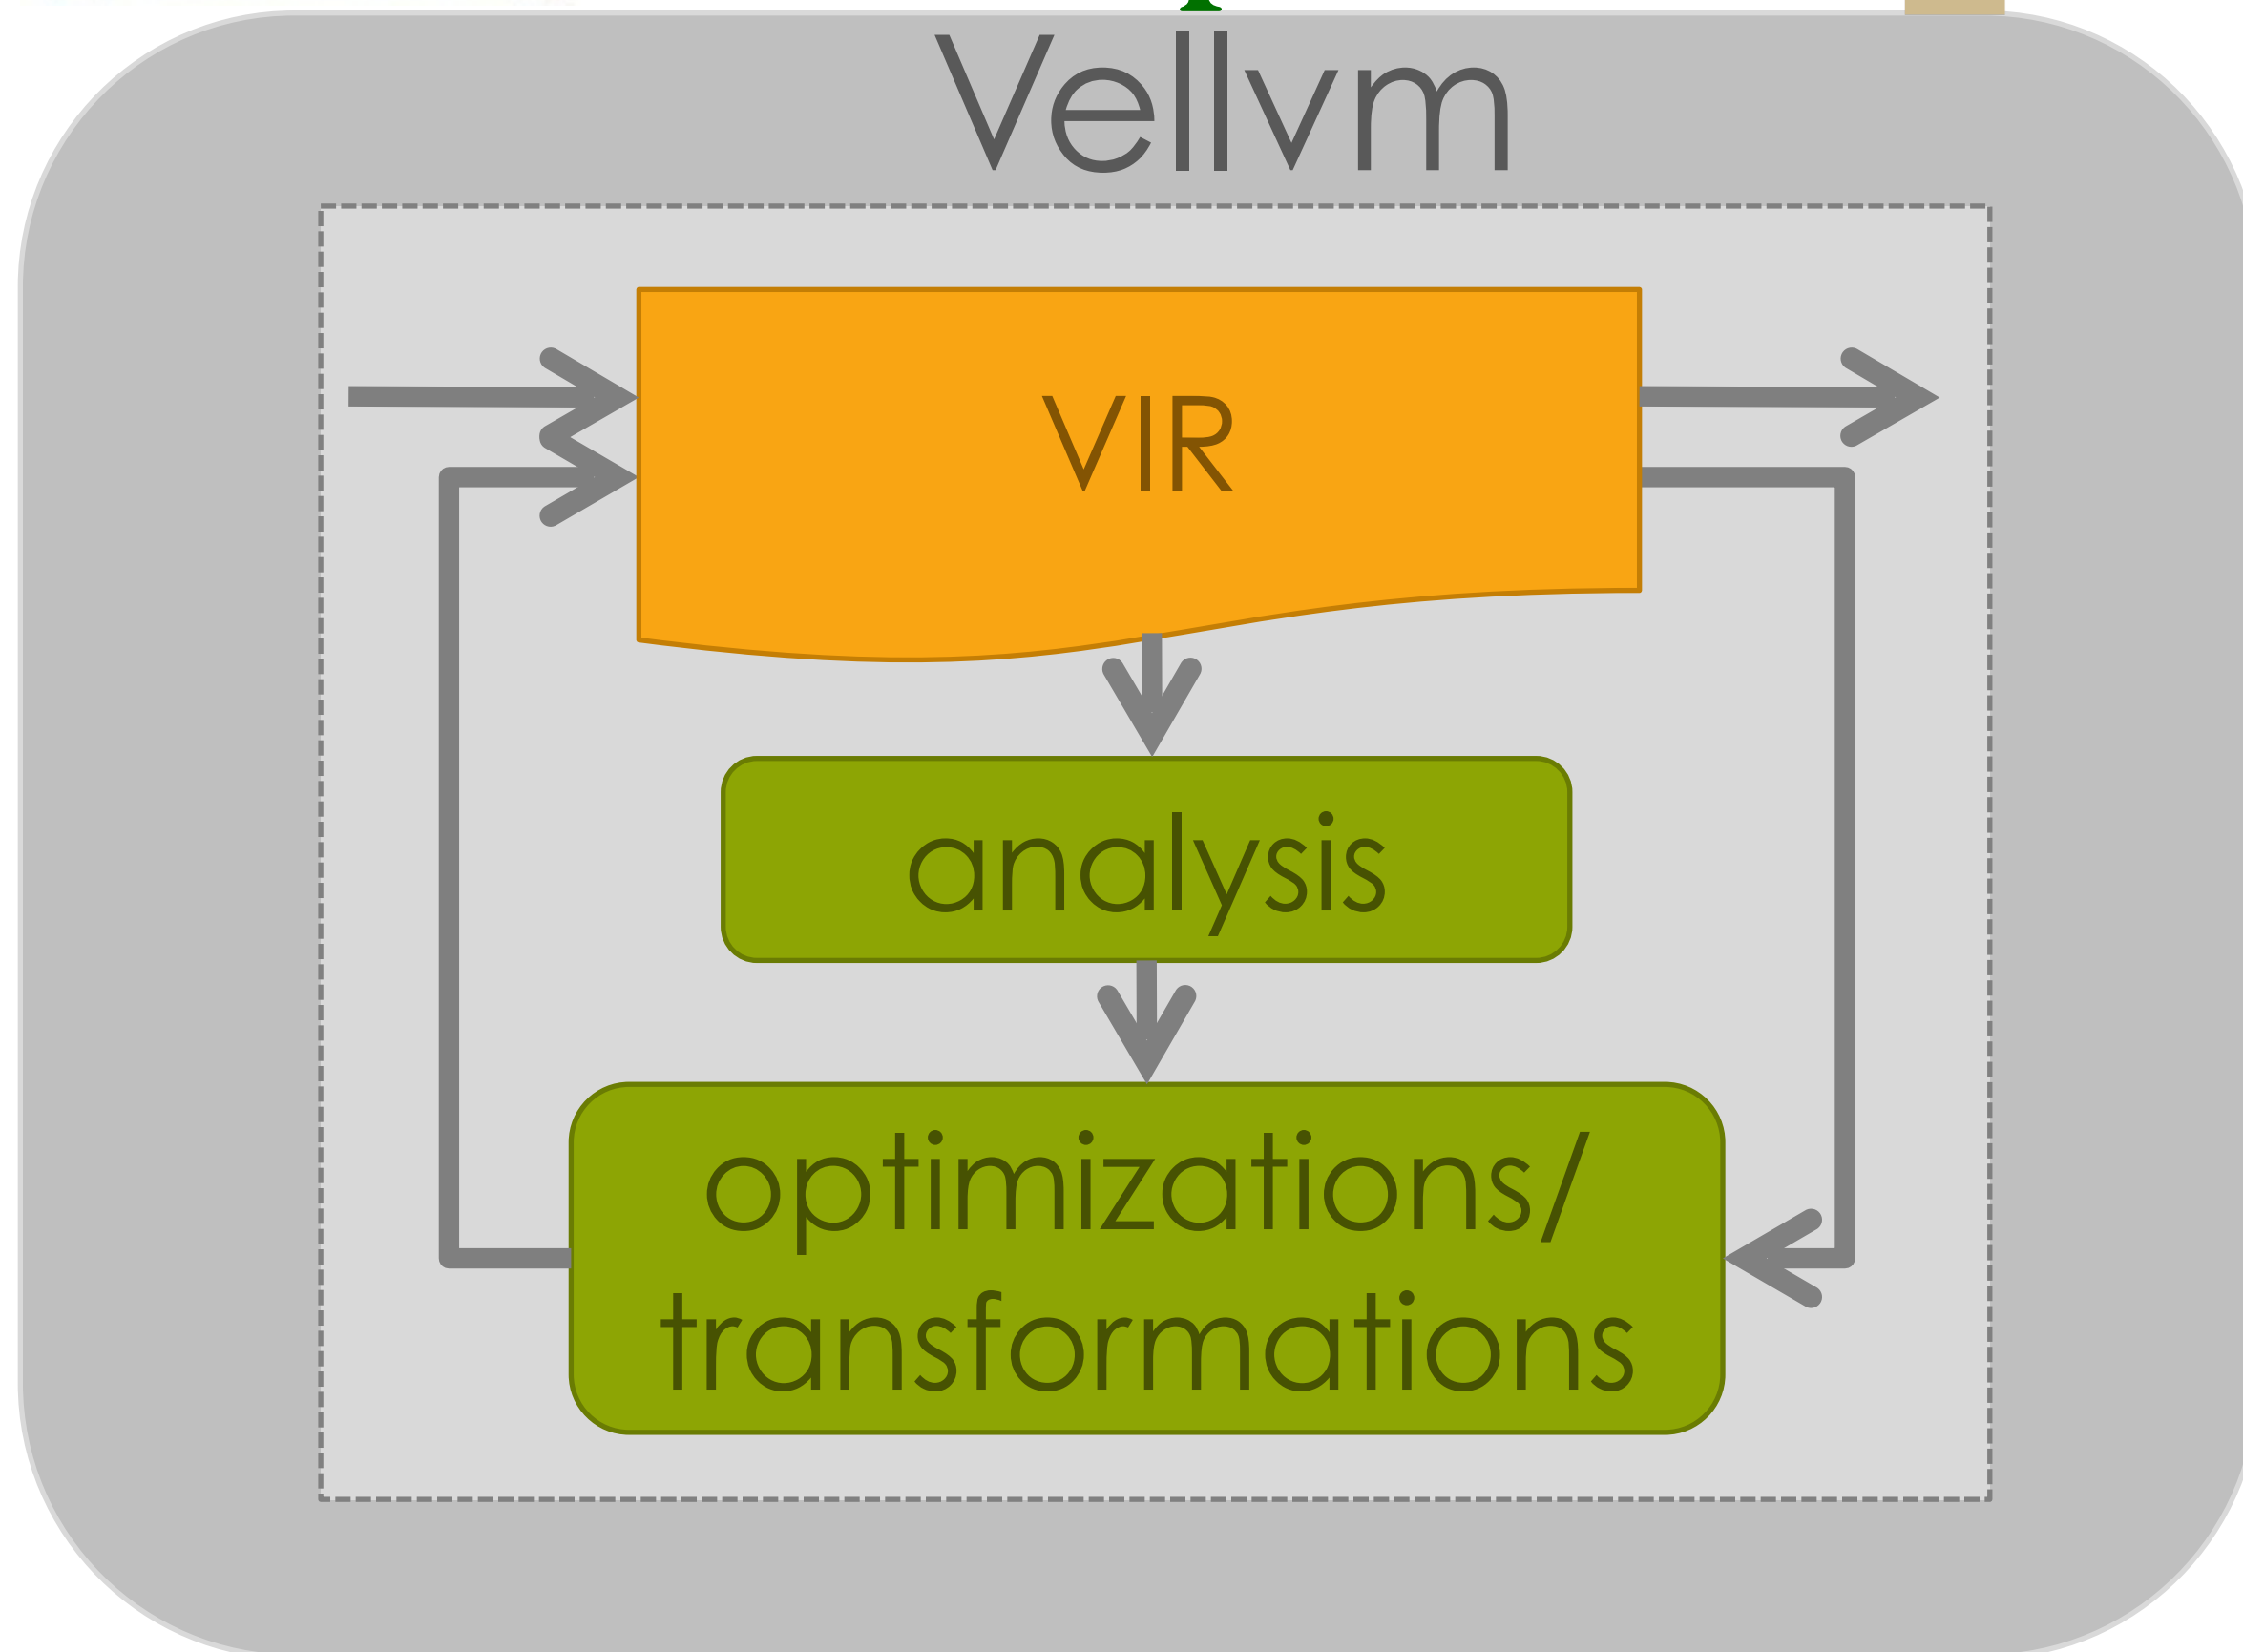 Vellvm
VIR
analysis
optimizations/
transformations